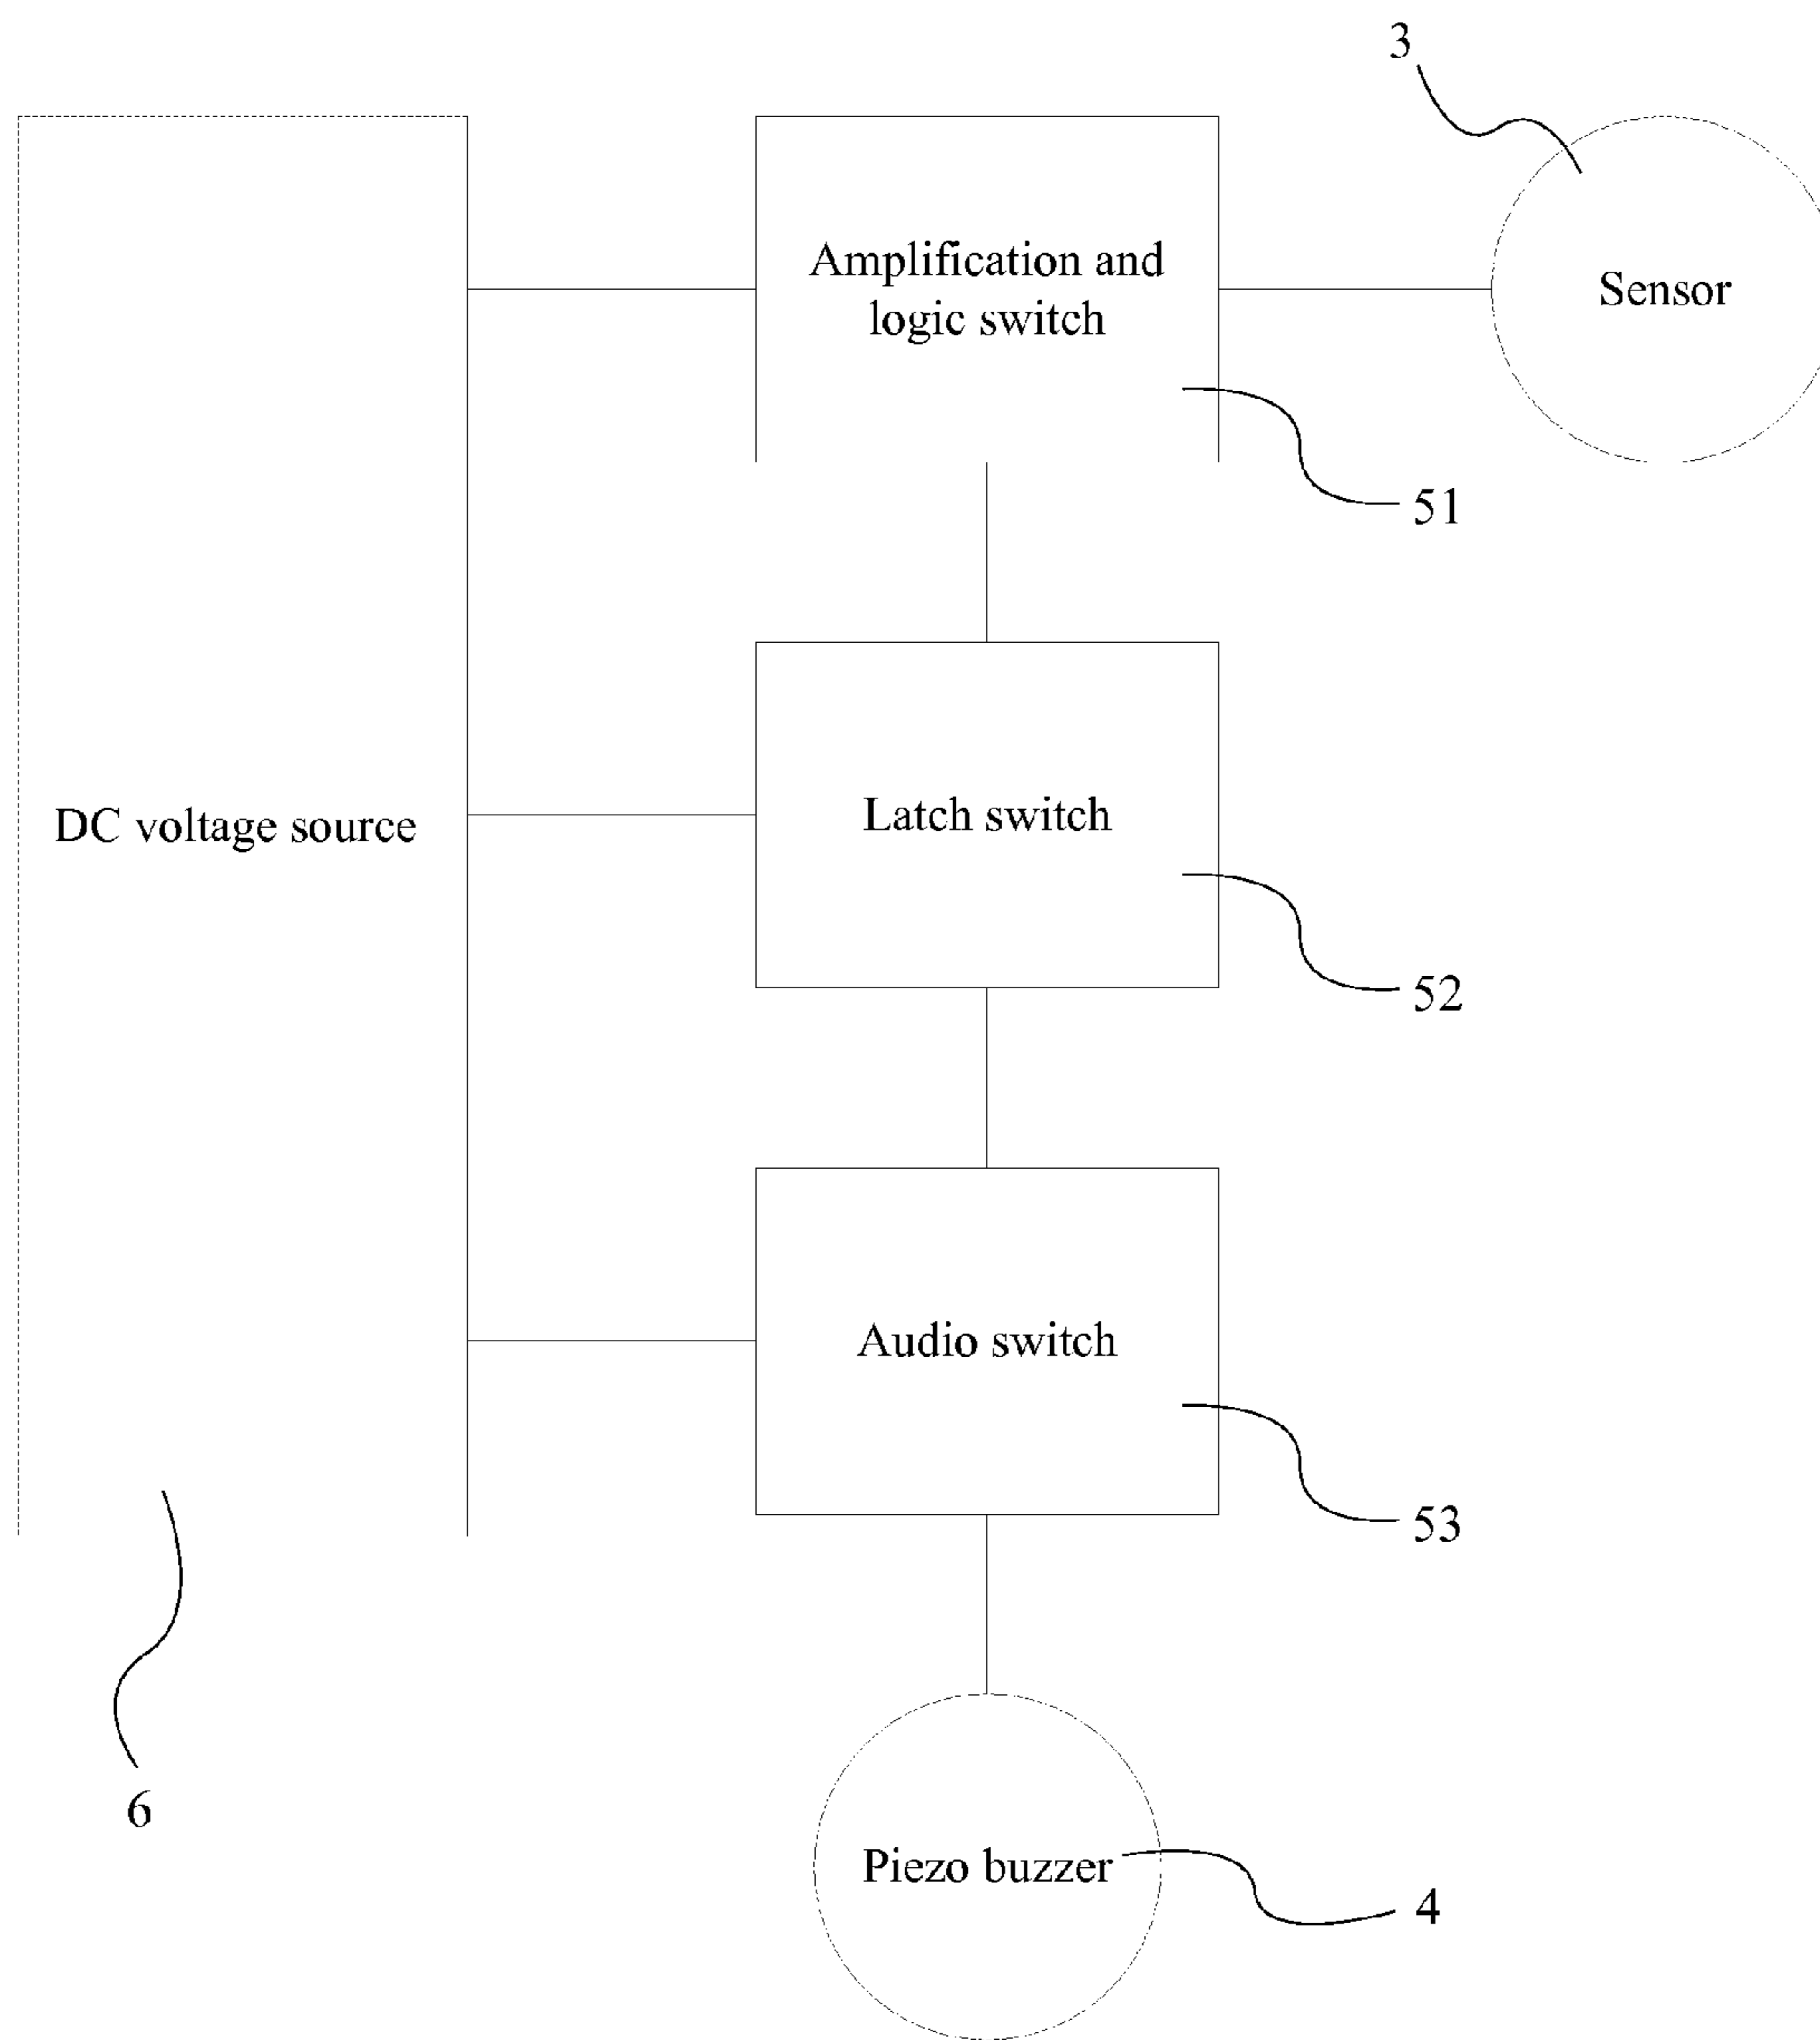 3
Amplification and
logic switch
Sensor
51
DC voltage source
Latch switch
52
Audio switch
53
6
Piezo buzzer
4